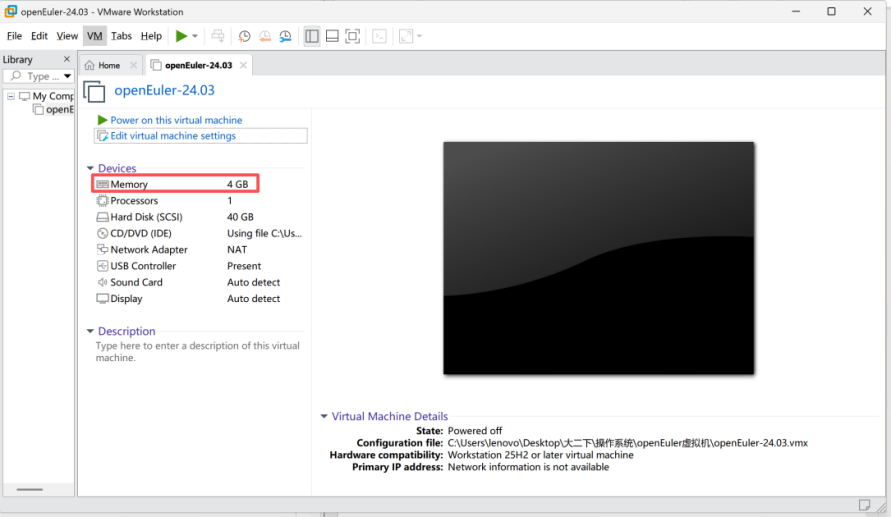 openEuler-24.03 - VMware Workstation
File Edit View VM Tabs Help
Library
Type ...
Home
openEuler-24.03
My Comp
openE
openEuler-24.03
Power on this virtual machine
Edit virtual machine settings
Devices
Memory 4 GB
Processors 1
Hard Disk (SCSI) 40 GB
CD/DVD (IDE) Using file C:\Us...
Network Adapter NAT
USB Controller Present
Sound Card Auto detect
Display Auto detect
Description
Type here to enter a description of this virtual
machine.
Virtual Machine Details
State: Powered off
Configuration file: C:\Users\lenovo\Desktop\大二下\操作系统\openEuler虚拟机\openEuler-24.03.vmx
Hardware compatibility: Workstation 25H2 or later virtual machine
Primary IP address: Network information is not available